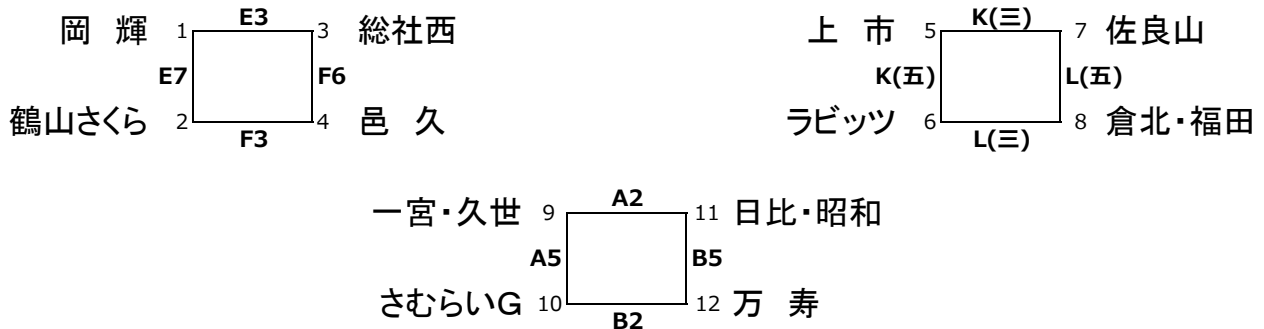 E3
岡 輝 1 3 総社西
E7 F6
鶴山さくら 2 4 邑 久
F3
K(三)
上 市 5 7 佐良山
K(五) L(五)
ラビッツ 6 8 倉北・福田
L(三)
A2
一宮・久世 9 11 日比・昭和
A5 B5
さむらいG 10 12 万 寿
B2